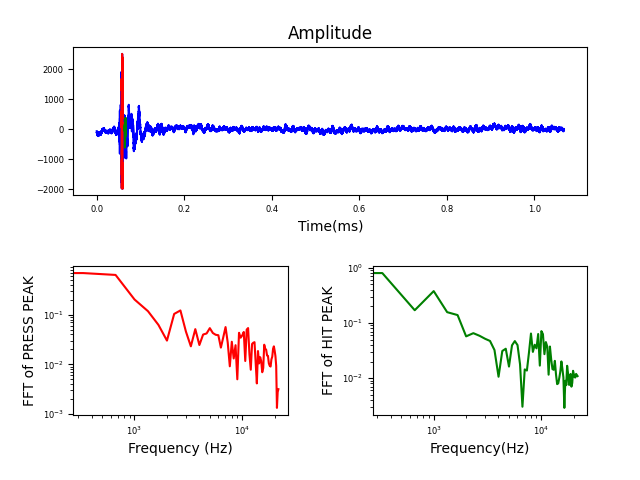 Amplitude
2000
1000
0
−1000
−2000
0.0 0.2 0.4 0.6 0.8 1.0
Time(ms)
FFT of PRESS PEAK
10⁻¹
10⁻²
10⁻³
10³ 10⁴
Frequency (Hz)
FFT of HIT PEAK
10⁰
10⁻¹
10⁻²
10³ 10⁴
Frequency(Hz)